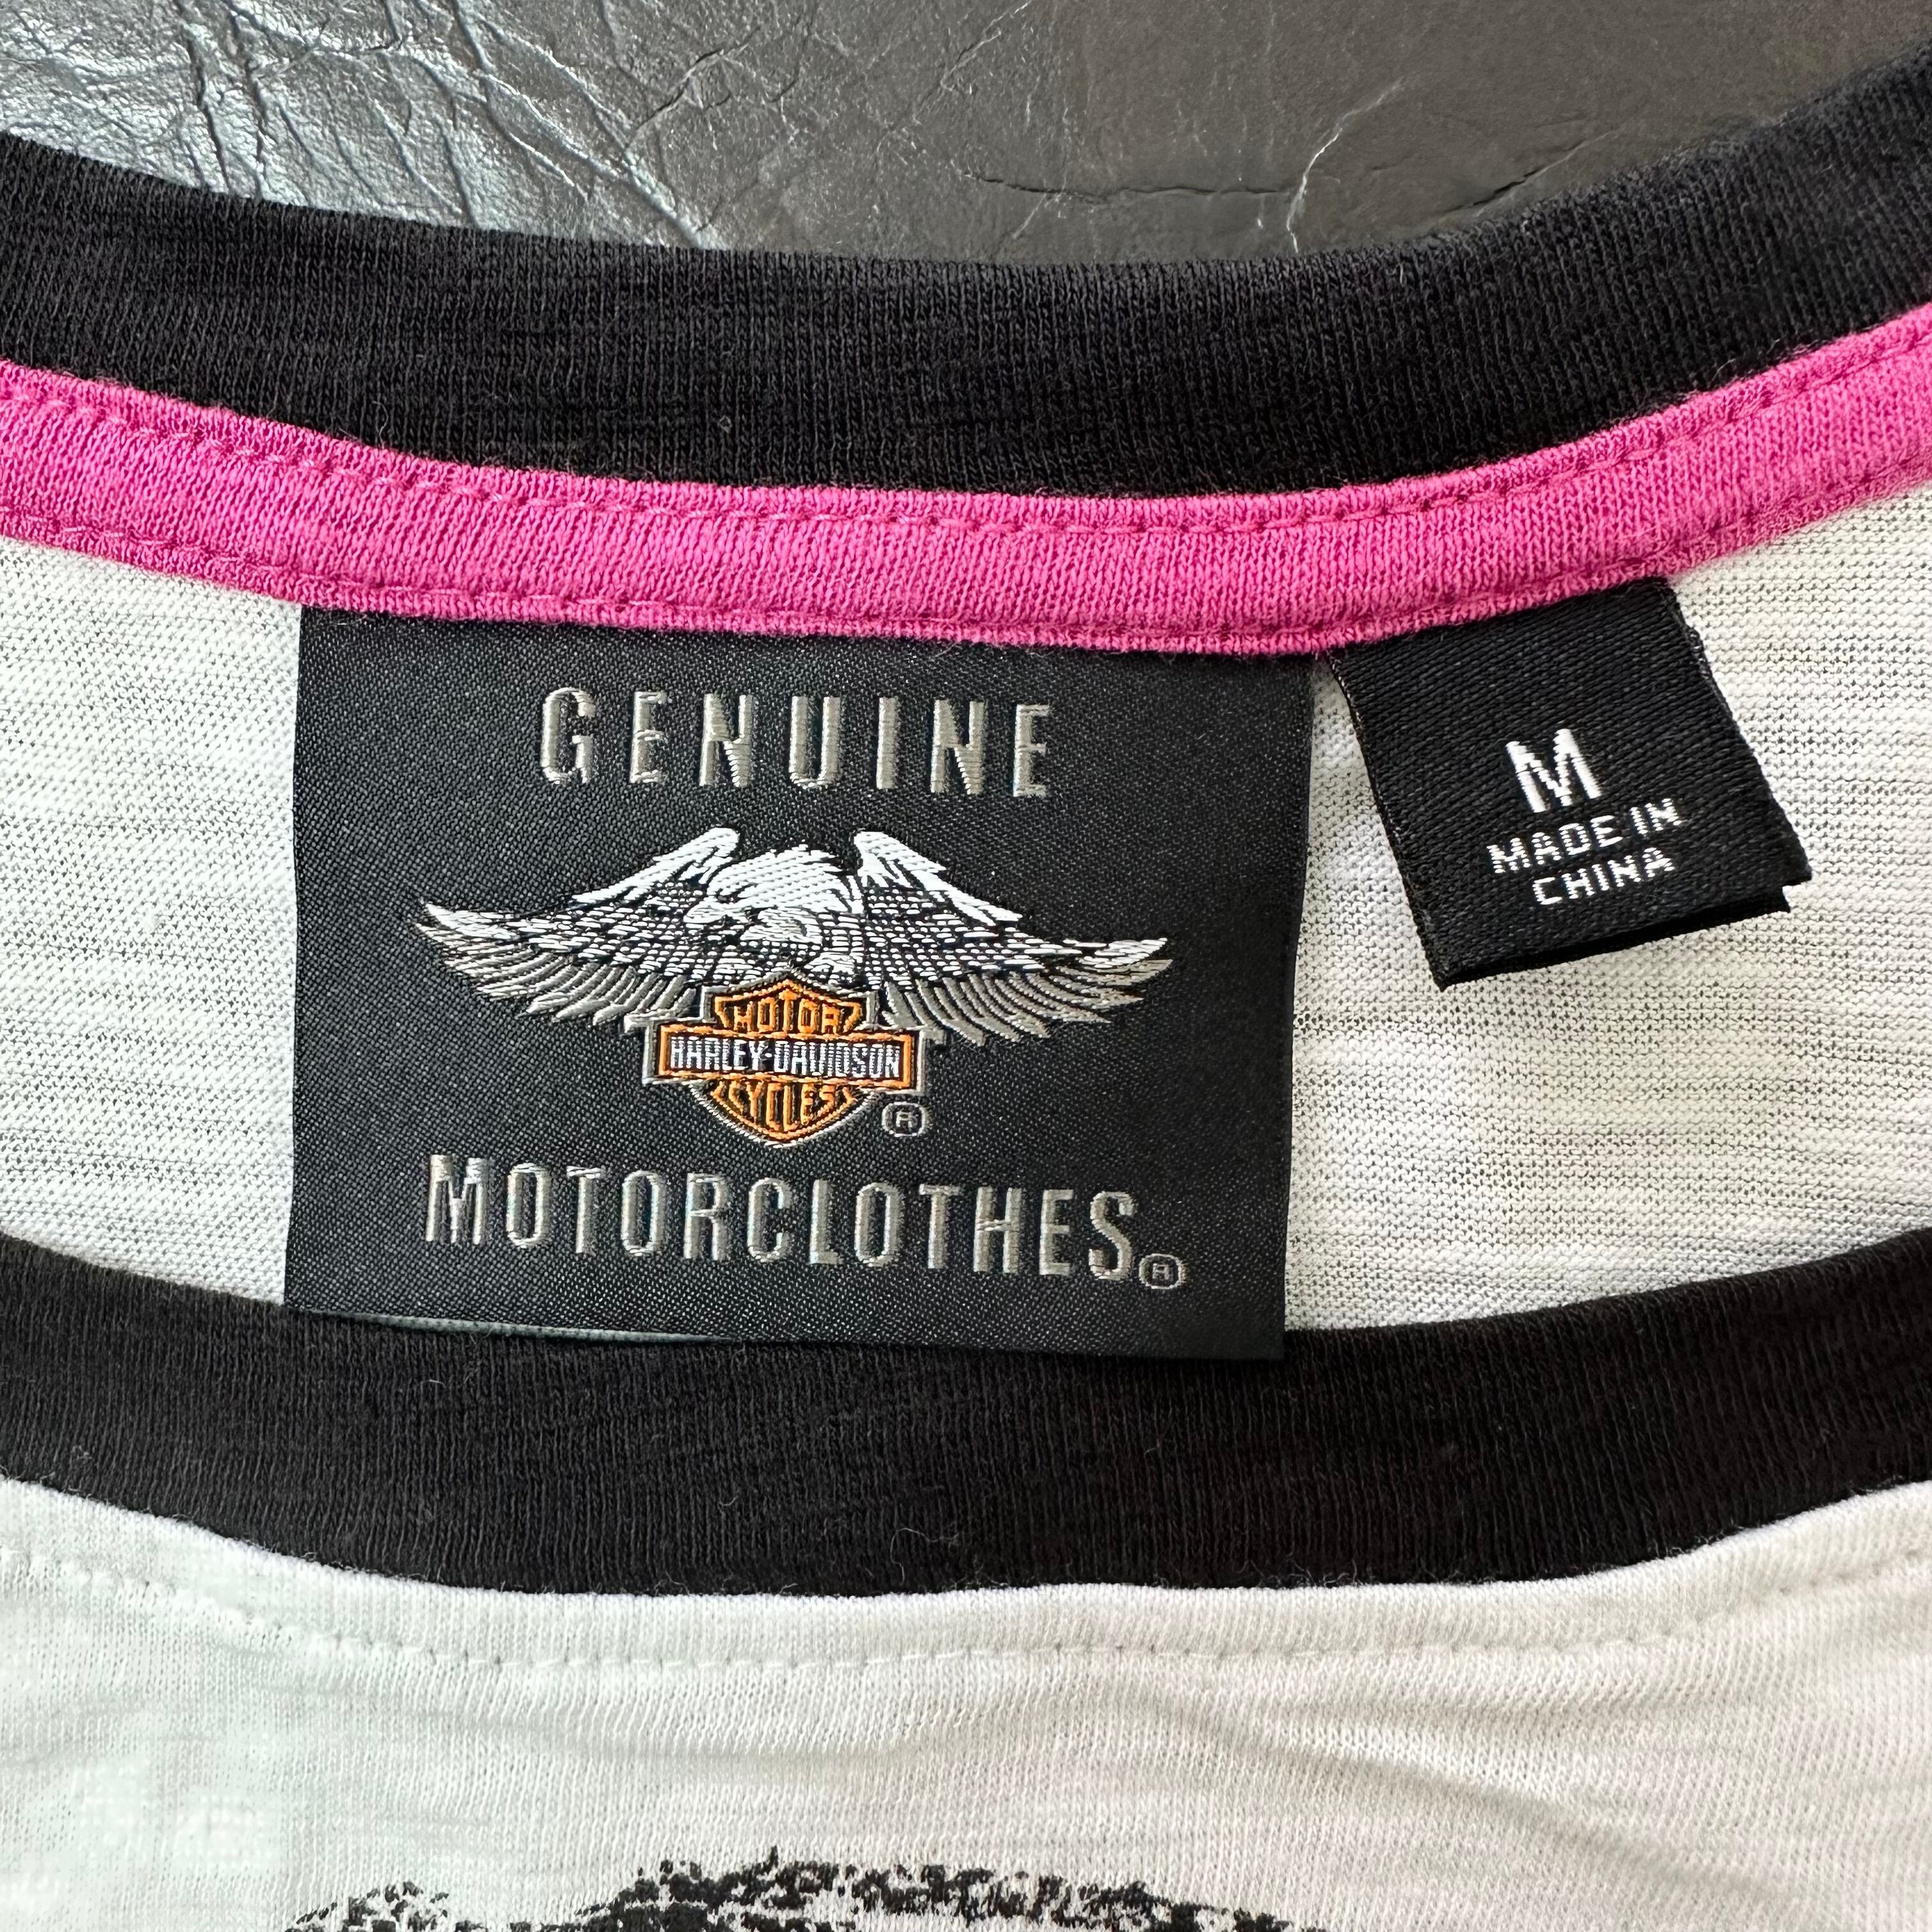 GENUINE
MOTOR
HARLEY-DAVIDSON
CYCLES
®
MOTORCLOTHES®
M
MADE IN
CHINA